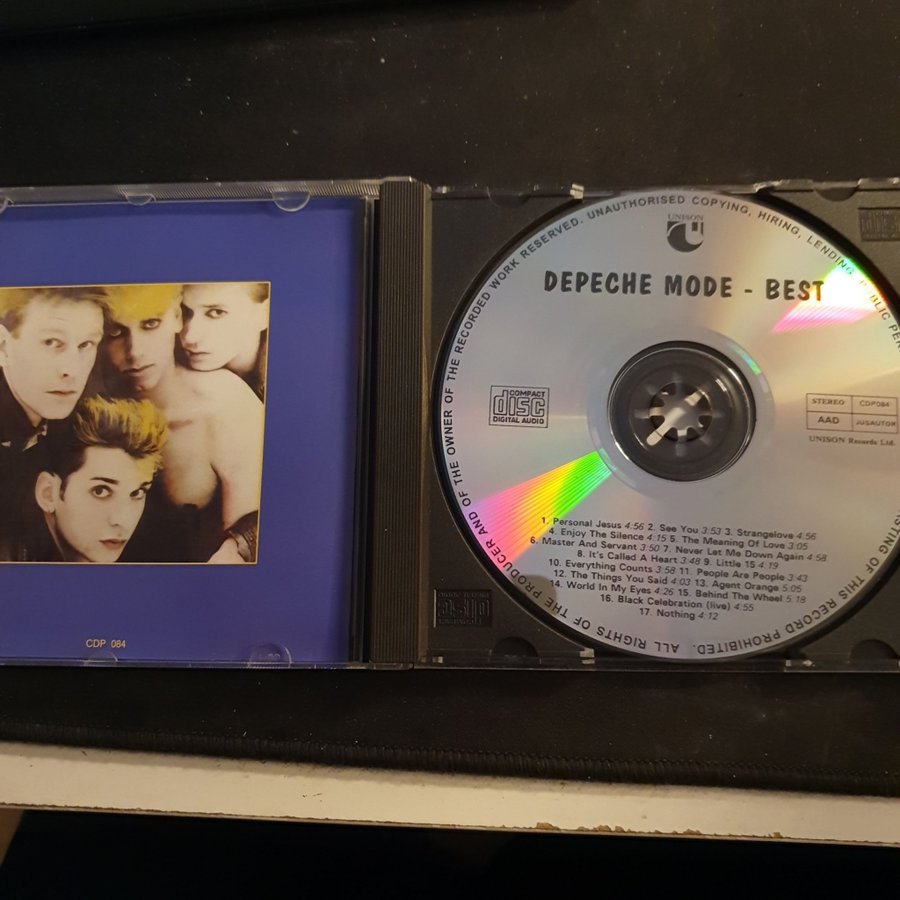 CDP 084
UNISON
DEPECHE MODE - BEST
COMPACT
disc
DIGITAL AUDIO
STEREO CDP084
AAD JUSAUTOR
UNISON Records Ltd.
1. Personal Jesus 4:56 2. See You 3:53 3. Strangelove 4:56
4. Enjoy The Silence 4:15 5. The Meaning Of Love 3:05
6. Master And Servant 3:50 7. Never Let Me Down Again 4:58
8. It's Called A Heart 3:48 9. Little 15 4:19
10. Everything Counts 3:58 11. People Are People 3:43
12. The Things You Said 4:03 13. Agent Orange 5:05
14. World In My Eyes 4:26 15. Behind The Wheel 5.18
16. Black Celebration (live) 4:55
17. Nothing 4:12
ALL RIGHTS OF THE PRODUCER AND OF THE OWNER OF THE RECORDED WORK RESERVED. UNAUTHORISED COPYING, HIRING, LENDING,
OF THIS RECORD PROHIBITED.
disc